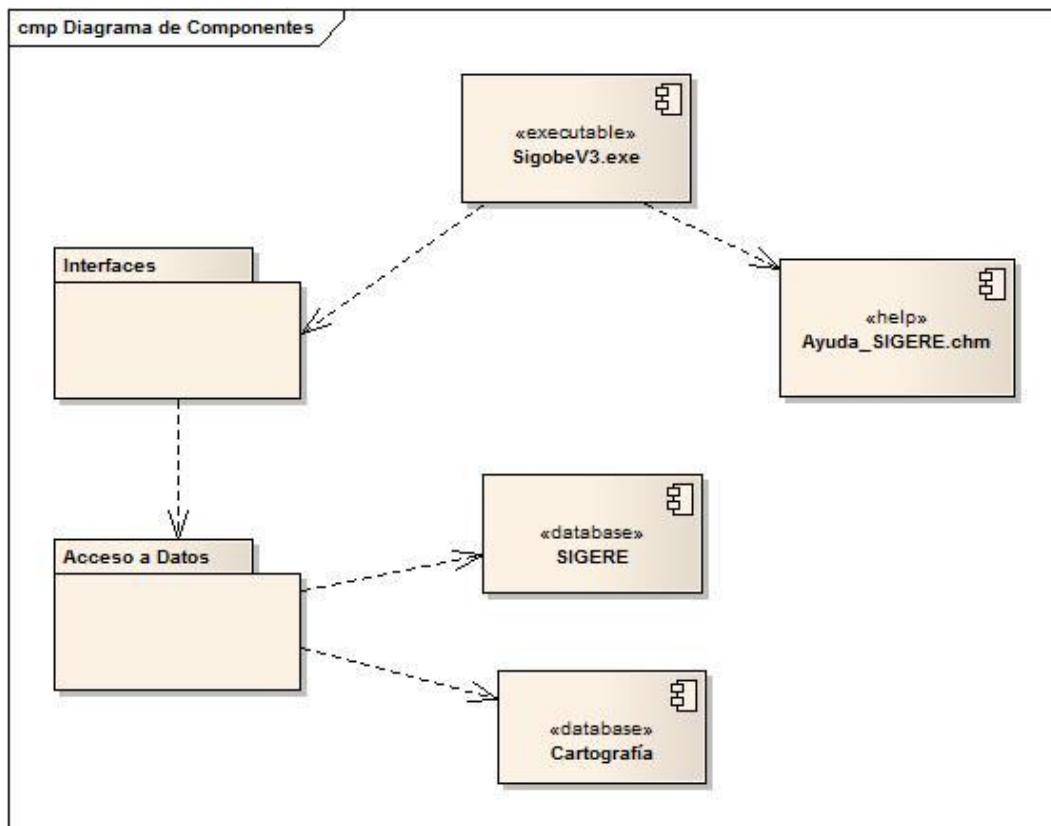 cmp Diagrama de Componentes
«executable»
SigobeV3.exe
Interfaces
«help»
Ayuda_SIGERE.chm
«database»
SIGERE
Acceso a Datos
«database»
Cartografía